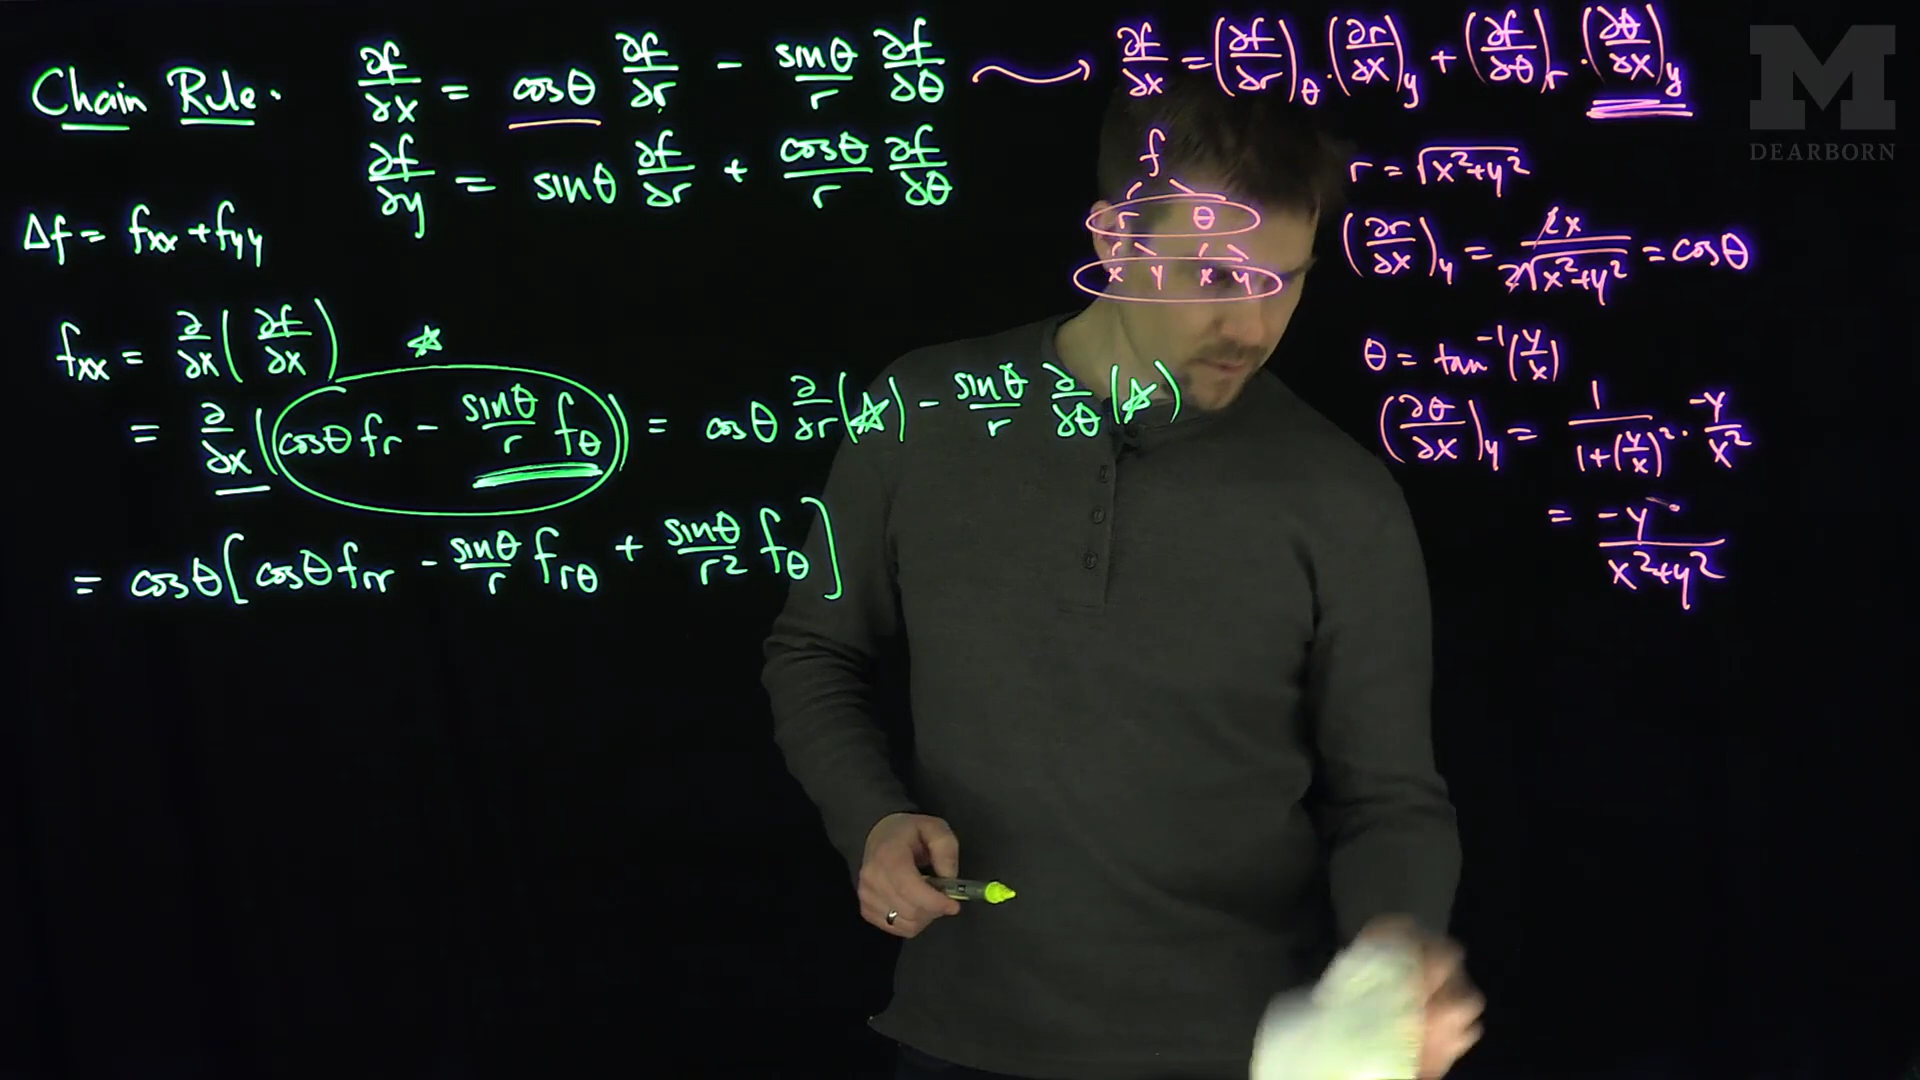 Chain Rule. ∂f/∂x = cosθ ∂f/∂r - sinθ/r ∂f/∂θ
∂f/∂y = sinθ ∂f/∂r + cosθ/r ∂f/∂θ
Δf = fxx + fyy
fxx = ∂/∂x ( ∂f/∂x ) ☆
= ∂/∂x ( cosθ fr - sinθ/r fθ ) = cosθ ∂/∂r (☆) - sinθ/r ∂/∂θ (☆)
= cosθ [ cosθ frr - sinθ/r frθ + sinθ/r² fθ ]
∂f/∂x = (∂f/∂r)θ · (∂r/∂x)y + (∂f/∂θ)r · (∂θ/∂x)y
f
r θ
x y x y
r = √x²+y²
(∂r/∂x)y = 2x / 2√x²+y² = cosθ
θ = tan⁻¹(y/x)
(∂θ/∂x)y = 1/1+(y/x)² · -y/x²
= -y/x²+y²
M
DEARBORN